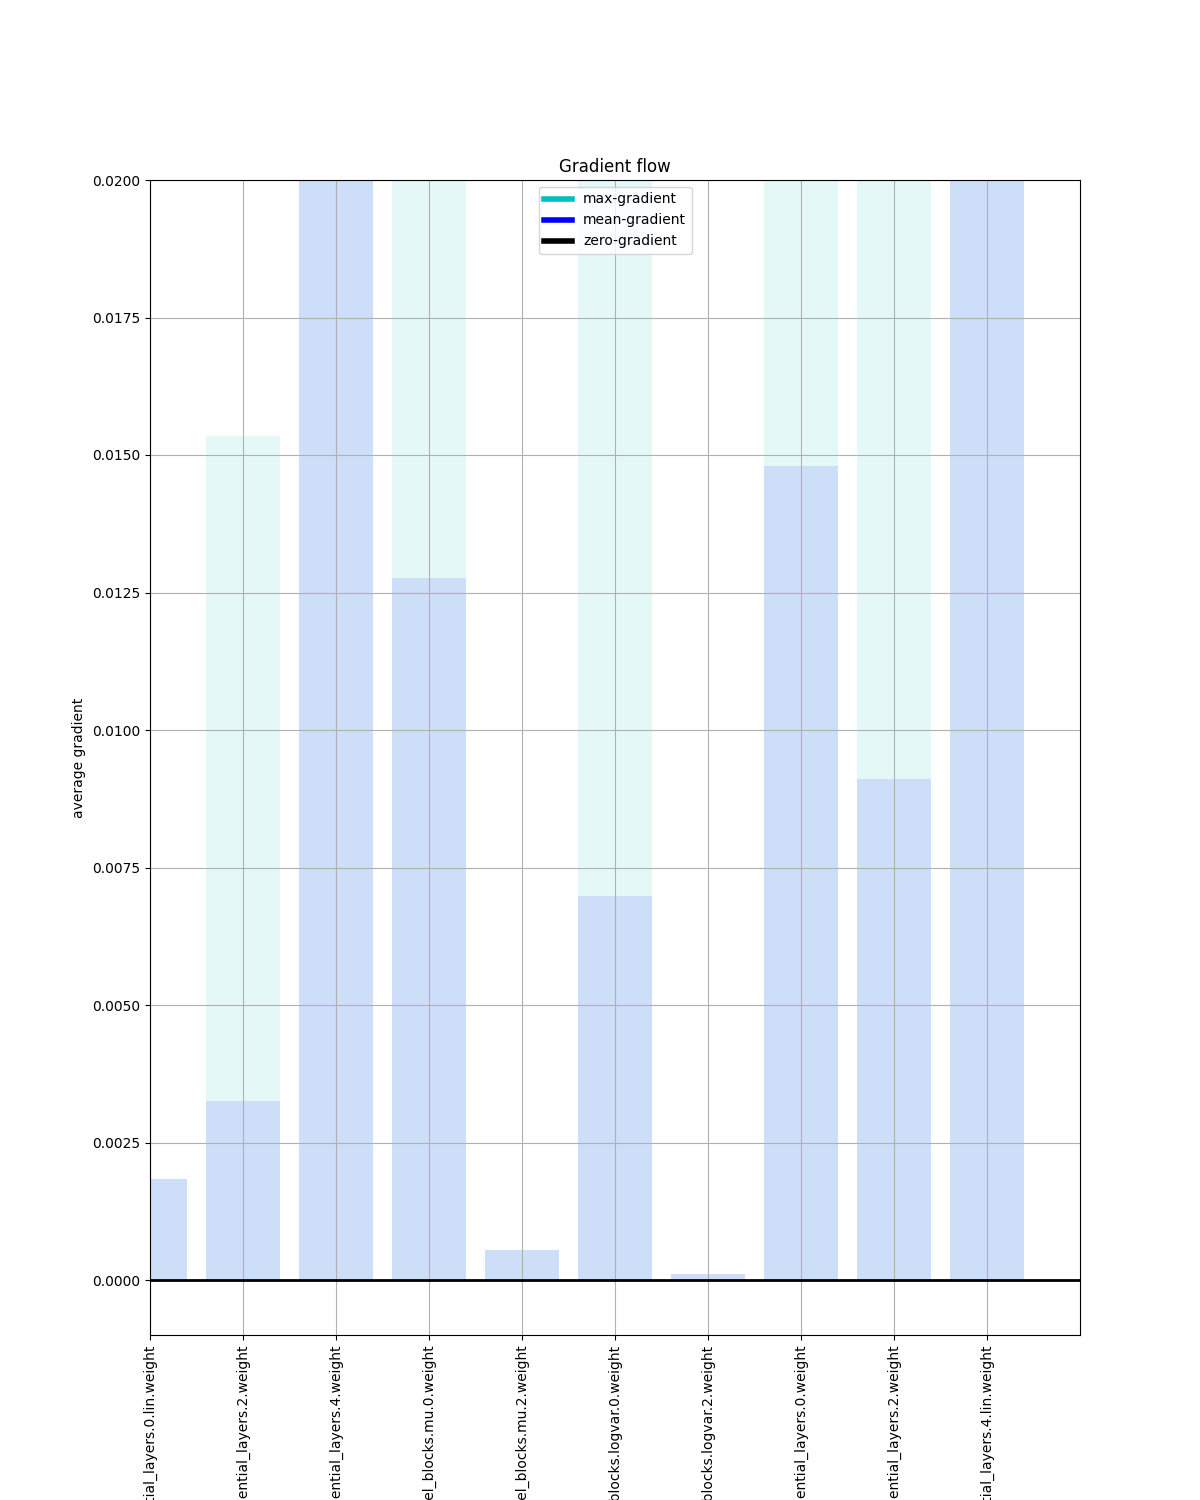 Gradient flow
max-gradient
mean-gradient
zero-gradient
0.0200
0.0175
0.0150
0.0125
0.0100
0.0075
0.0050
0.0025
0.0000
average gradient
tial_layers.0.lin.weight
ential_layers.2.weight
ential_layers.4.weight
el_blocks.mu.0.weight
el_blocks.mu.2.weight
blocks.logvar.0.weight
blocks.logvar.2.weight
ential_layers.0.weight
ential_layers.2.weight
tial_layers.4.lin.weight